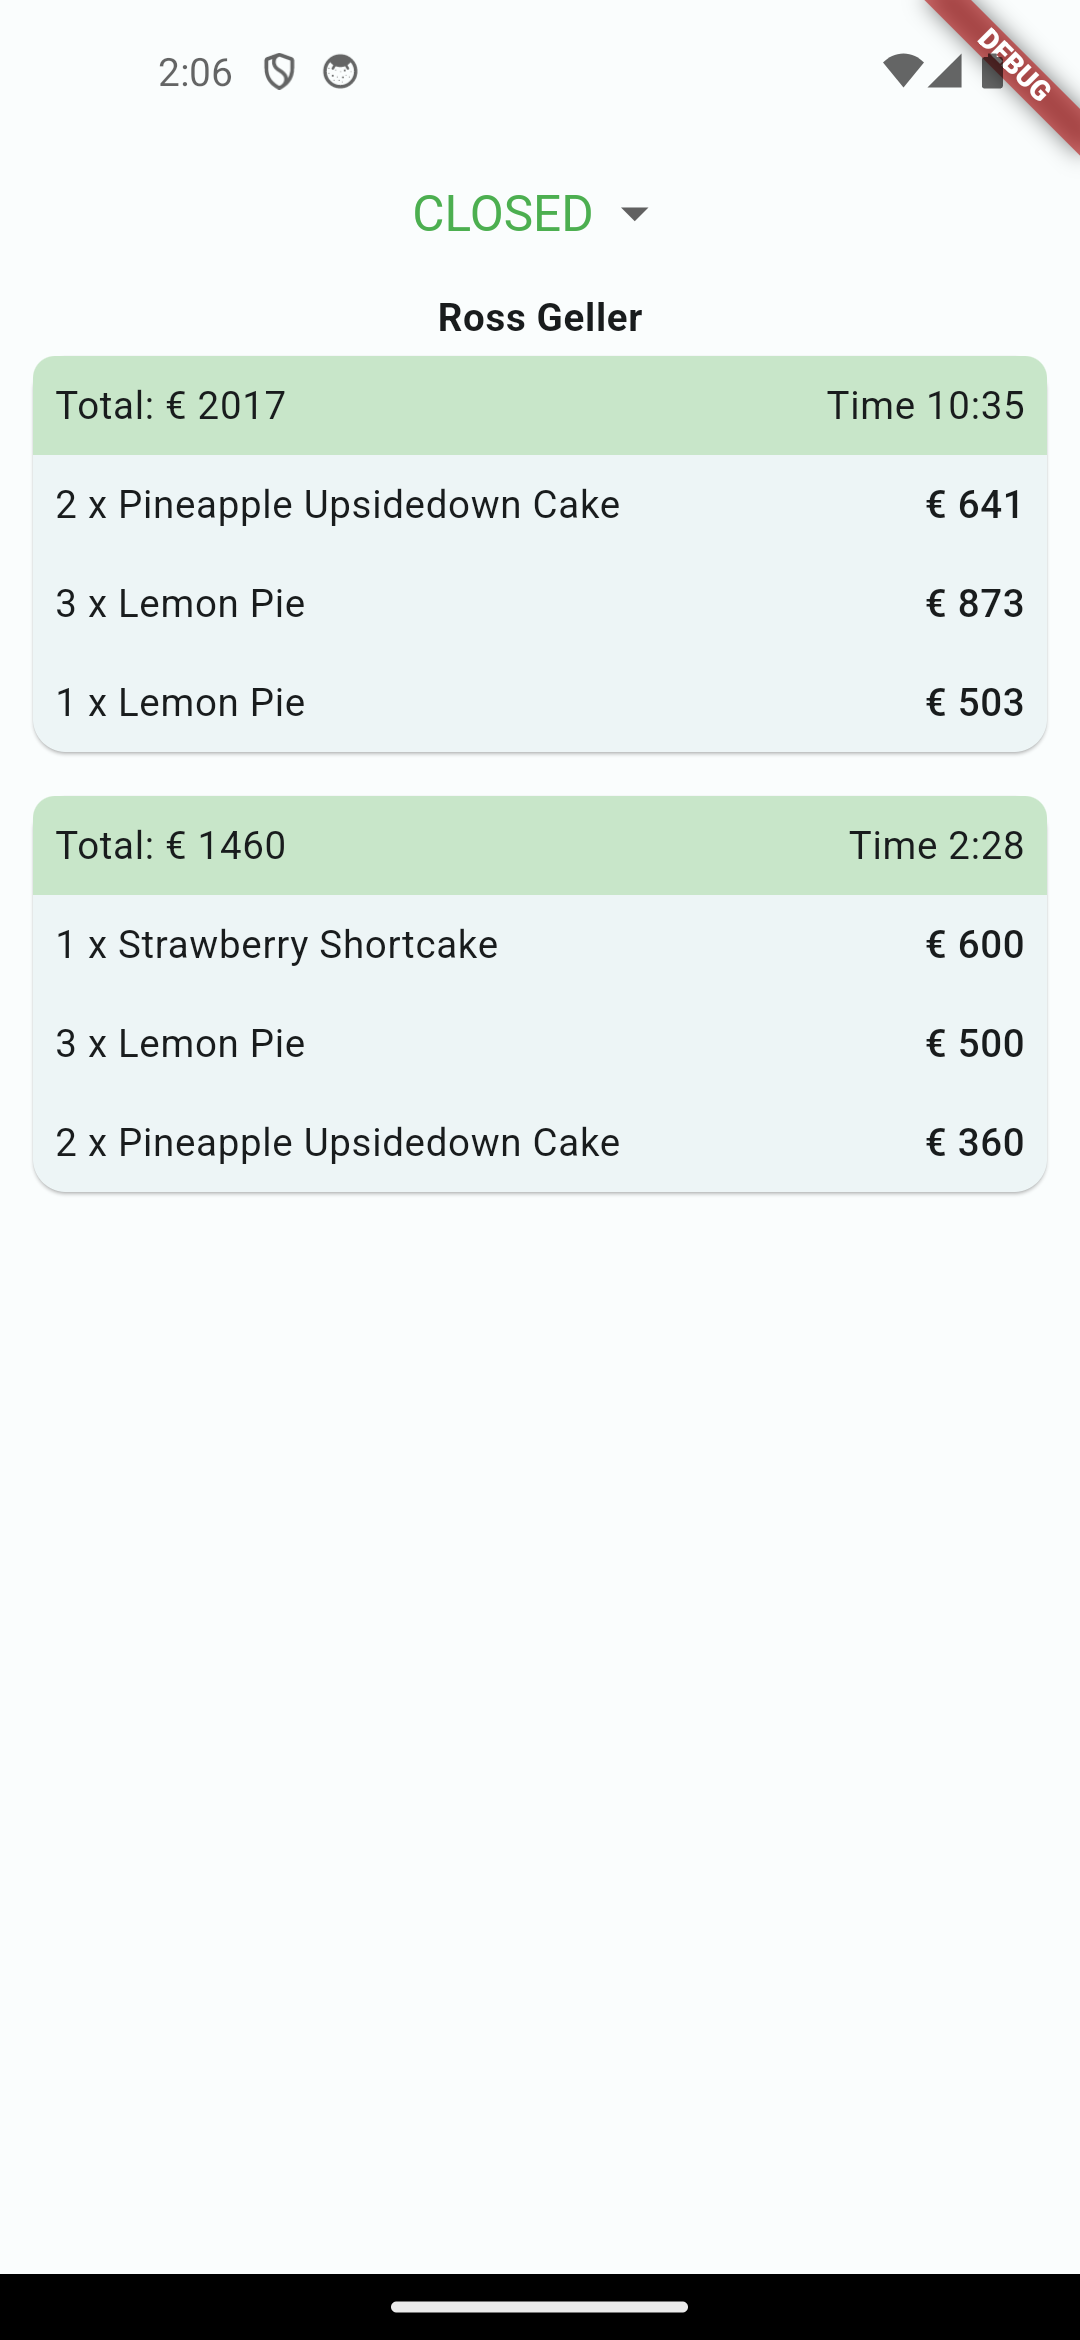 2:06
DEBUG
CLOSED
Ross Geller
Total: € 2017 Time 10:35
2 x Pineapple Upsidedown Cake € 641
3 x Lemon Pie € 873
1 x Lemon Pie € 503
Total: € 1460 Time 2:28
1 x Strawberry Shortcake € 600
3 x Lemon Pie € 500
2 x Pineapple Upsidedown Cake € 360